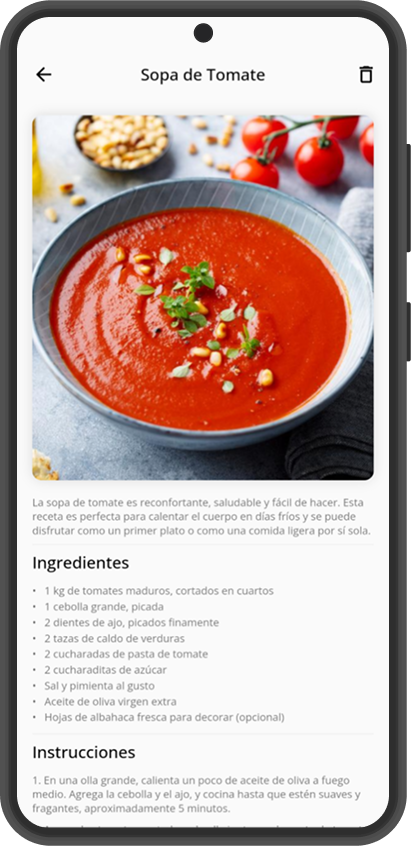 Sopa de Tomate
La sopa de tomate es reconfortante, saludable y fácil de hacer. Esta
receta es perfecta para calentar el cuerpo en días fríos y se puede
disfrutar como un primer plato o como una comida ligera por sí sola.
Ingredientes
• 1 kg de tomates maduros, cortados en cuartos
• 1 cebolla grande, picada
• 2 dientes de ajo, picados finamente
• 2 tazas de caldo de verduras
• 2 cucharadas de pasta de tomate
• 2 cucharaditas de azúcar
• Sal y pimienta al gusto
• Aceite de oliva virgen extra
• Hojas de albahaca fresca para decorar (opcional)
Instrucciones
1. En una olla grande, calienta un poco de aceite de oliva a fuego
medio. Agrega la cebolla y el ajo, y cocina hasta que estén suaves y
fragantes, aproximadamente 5 minutos.